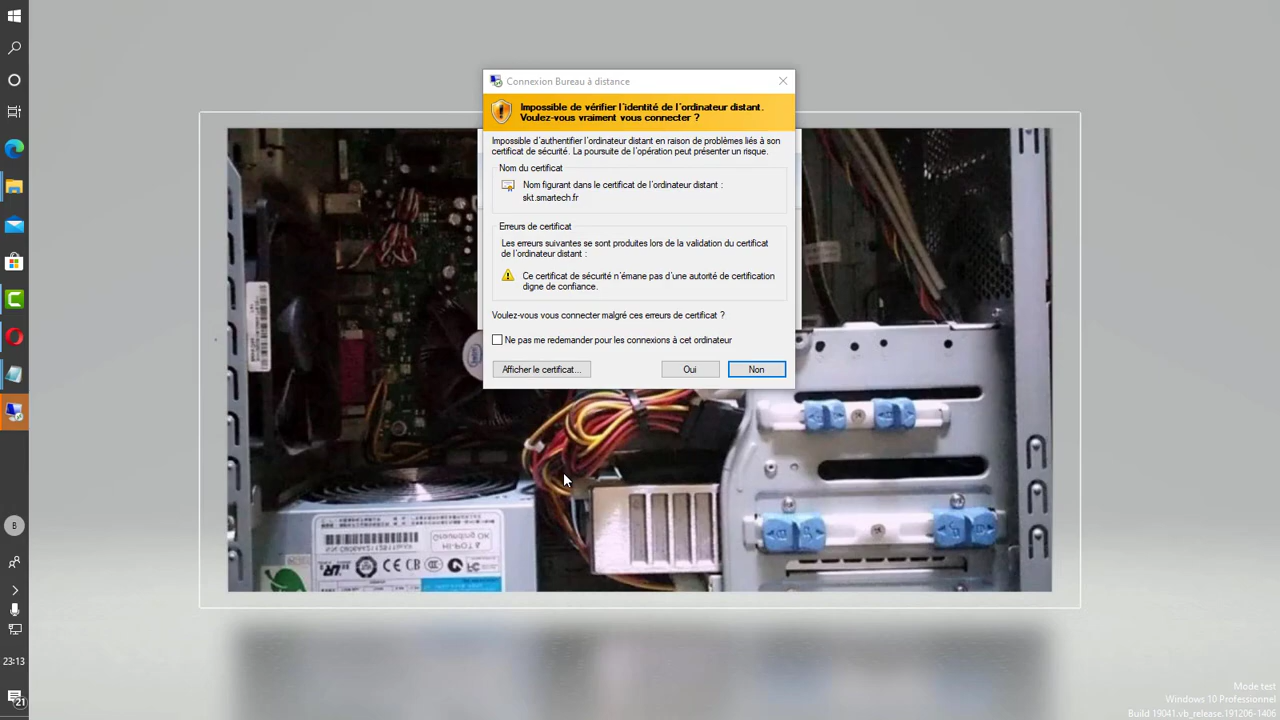 Connexion Bureau à distance
Impossible de vérifier l'identité de l'ordinateur distant.
Voulez-vous vraiment vous connecter ?
Impossible d'authentifier l'ordinateur distant en raison de problèmes liés à son
certificat de sécurité. La poursuite de l'opération peut présenter un risque.
Nom du certificat
Nom figurant dans le certificat de l'ordinateur distant :
skt.smartech.fr
Erreurs de certificat
Les erreurs suivantes se sont produites lors de la validation du certificat
de l'ordinateur distant :
Ce certificat de sécurité n'émane pas d'une autorité de certification
digne de confiance.
Voulez-vous vous connecter malgré ces erreurs de certificat ?
Ne pas me redemander pour les connexions à cet ordinateur
Afficher le certificat...
Oui
Non
B
23:13
21
Mode test
Windows 10 Professionnel
Build 19041.vb_release.191206-1406